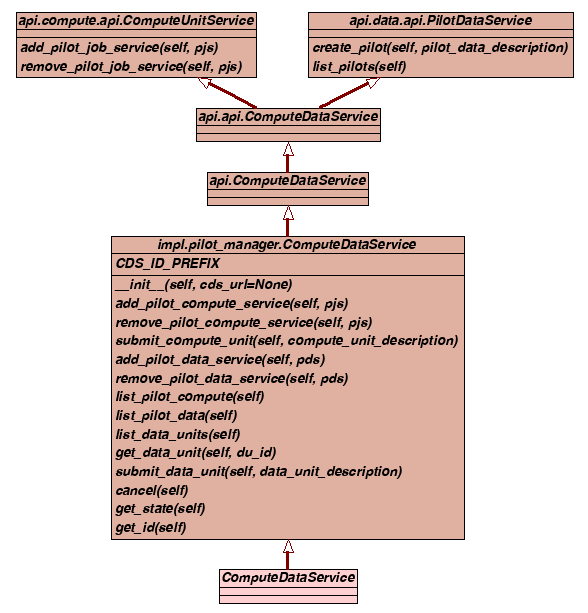 api.compute.api.ComputeUnitService
add_pilot_job_service(self, pjs)
remove_pilot_job_service(self, pjs)
api.data.api.PilotDataService
create_pilot(self, pilot_data_description)
list_pilots(self)
api.api.ComputeDataService
api.ComputeDataService
impl.pilot_manager.ComputeDataService
CDS_ID_PREFIX
__init__(self, cds_url=None)
add_pilot_compute_service(self, pjs)
remove_pilot_compute_service(self, pjs)
submit_compute_unit(self, compute_unit_description)
add_pilot_data_service(self, pds)
remove_pilot_data_service(self, pds)
list_pilot_compute(self)
list_pilot_data(self)
list_data_units(self)
get_data_unit(self, du_id)
submit_data_unit(self, data_unit_description)
cancel(self)
get_state(self)
get_id(self)
ComputeDataService